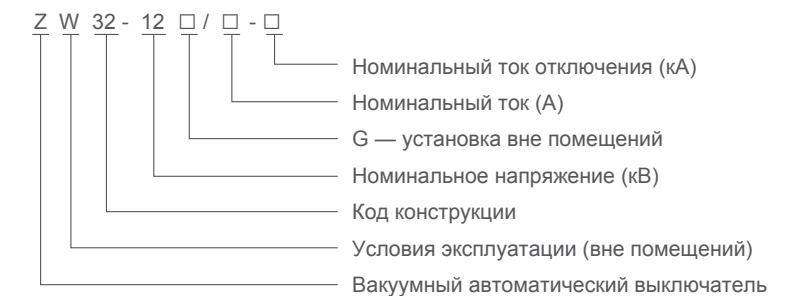 Z W 32 - 12 □ / □ - □
Номинальный ток отключения (кА)
Номинальный ток (А)
G — установка вне помещений
Номинальное напряжение (кВ)
Код конструкции
Условия эксплуатации (вне помещений)
Вакуумный автоматический выключатель